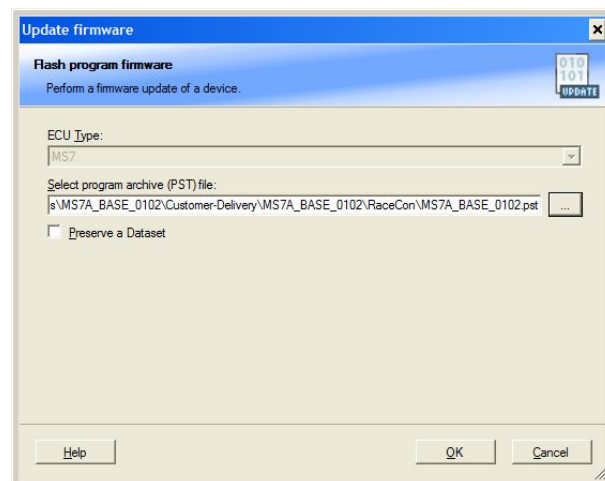 Update firmware
Flash program firmware
Perform a firmware update of a device.
010
101
UPDATE
ECU Type:
MS7
Select program archive (PST) file:
s\MS7A_BASE_0102\Customer-Delivery\MS7A_BASE_0102\RaceCon\MS7A_BASE_0102.pst
...
Preserve a Dataset
Help
OK
Cancel